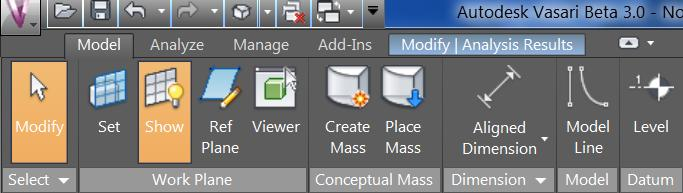 Autodesk Vasari Beta 3.0 - No
Model Analyze Manage Add-Ins Modify | Analysis Results
Modify Set Show Ref Plane Viewer Create Mass Place Mass Aligned Dimension Model Line Level
Select Work Plane Conceptual Mass Dimension Model Datum